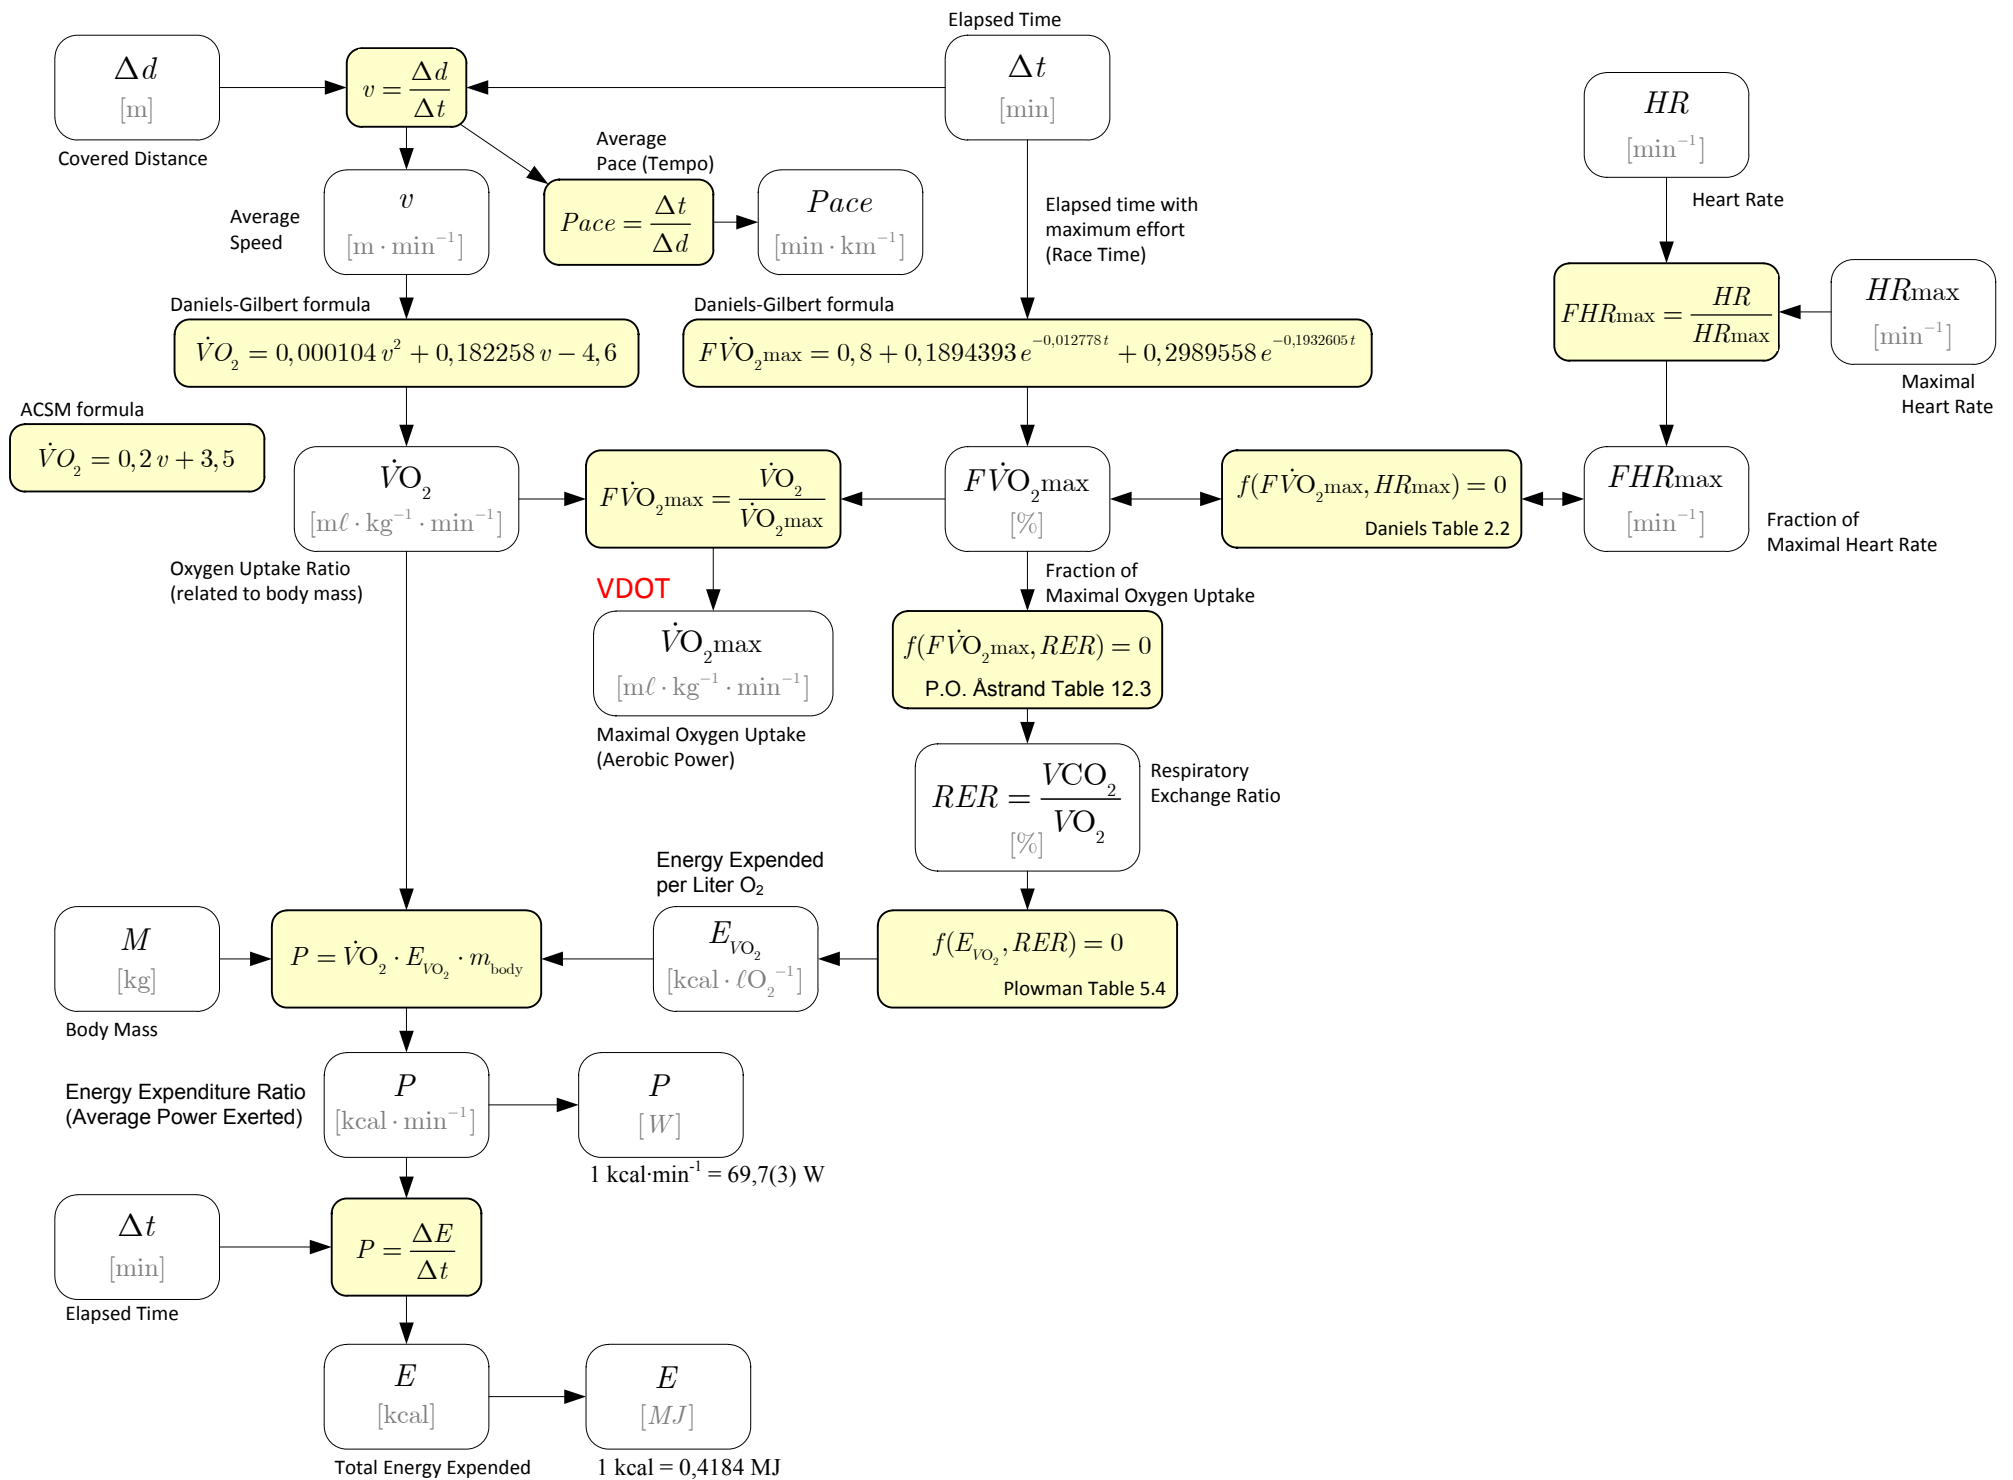 Elapsed Time
Δd
[m]
Covered Distance
v = Δd / Δt
Δt
[min]
HR
[min⁻¹]
Heart Rate
Average
Pace (Tempo)
Average
Speed
v
[m · min⁻¹]
Pace = Δt / Δd
Pace
[min · km⁻¹]
Elapsed time with
maximum effort
(Race Time)
FHRmax = HR / HRmax
HRmax
[min⁻¹]
Maximal
Heart Rate
Daniels-Gilbert formula
V̇O₂ = 0,000104 v² + 0,182258 v − 4,6
Daniels-Gilbert formula
FV̇O₂max = 0,8 + 0,1894393 e^(−0,012778 t) + 0,2989558 e^(−0,1932605 t)
ACSM formula
V̇O₂ = 0,2 v + 3,5
V̇O₂
[mℓ · kg⁻¹ · min⁻¹]
Oxygen Uptake Ratio
(related to body mass)
FV̇O₂max = V̇O₂ / V̇O₂max
FV̇O₂max
[%]
Fraction of
Maximal Oxygen Uptake
f(FV̇O₂max, HRmax) = 0
Daniels Table 2.2
FHRmax
[min⁻¹]
Fraction of
Maximal Heart Rate
VDOT
V̇O₂max
[mℓ · kg⁻¹ · min⁻¹]
Maximal Oxygen Uptake
(Aerobic Power)
f(FV̇O₂max, RER) = 0
P.O. Åstrand Table 12.3
RER = VCO₂ / VO₂
[%]
Respiratory
Exchange Ratio
Energy Expended
per Liter O₂
M
[kg]
Body Mass
P = V̇O₂ · E_VO₂ · m_body
E_VO₂
[kcal · ℓO₂⁻¹]
f(E_VO₂, RER) = 0
Plowman Table 5.4
Energy Expenditure Ratio
(Average Power Exerted)
P
[kcal · min⁻¹]
P
[W]
1 kcal·min⁻¹ = 69,7(3) W
Δt
[min]
Elapsed Time
P = ΔE / Δt
E
[kcal]
Total Energy Expended
E
[MJ]
1 kcal = 0,4184 MJ